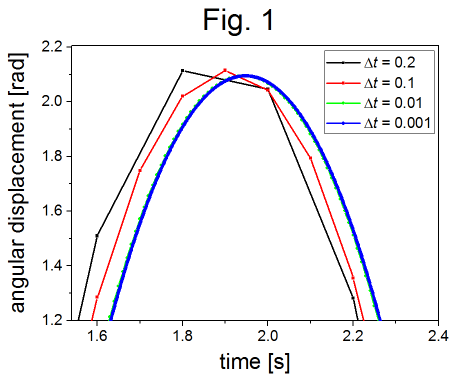 Fig. 1
angular displacement [rad]
2.2
2.0
1.8
1.6
1.4
1.2
Δt = 0.2
Δt = 0.1
Δt = 0.01
Δt = 0.001
1.6 1.8 2.0 2.2 2.4
time [s]